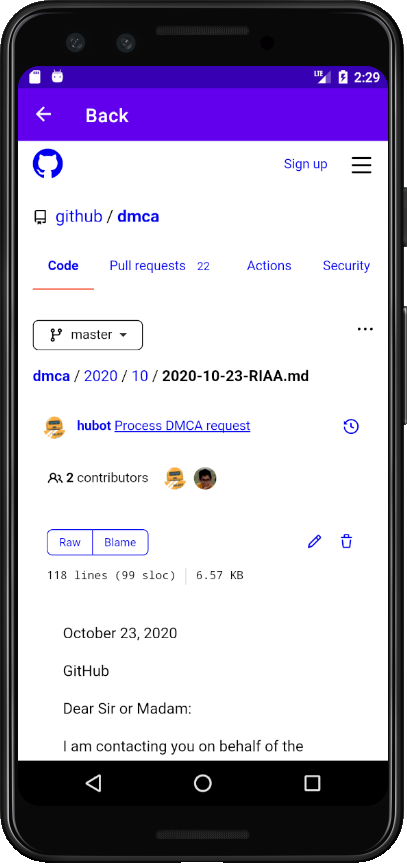 LTE 2:29
Back
Sign up
github / dmca
Code Pull requests 22 Actions Security
master
dmca / 2020 / 10 / 2020-10-23-RIAA.md
hubot Process DMCA request
2 contributors
Raw Blame
118 lines (99 sloc) 6.57 KB
October 23, 2020
GitHub
Dear Sir or Madam:
I am contacting you on behalf of the